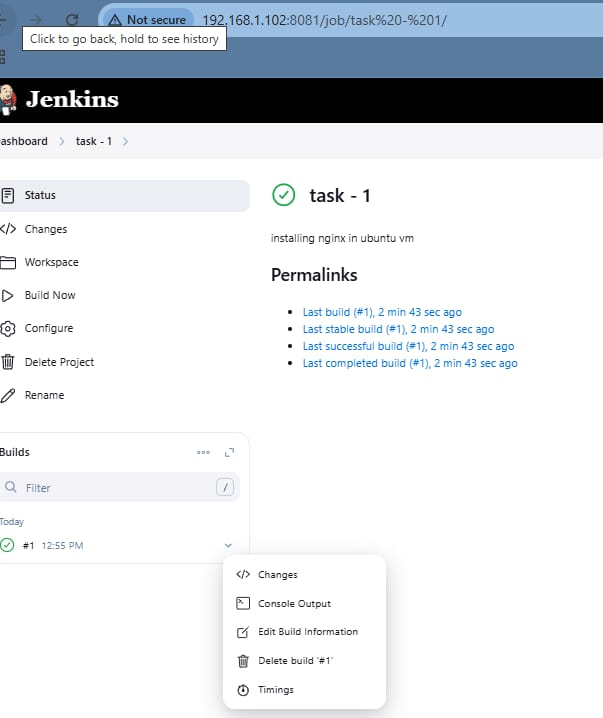 Not secure 192.168.1.102:8081/job/task%20-%201/
Click to go back, hold to see history
Jenkins
ashboard task - 1
Status
Changes
Workspace
Build Now
Configure
Delete Project
Rename
task - 1
installing nginx in ubuntu vm
Permalinks
Last build (#1), 2 min 43 sec ago
Last stable build (#1), 2 min 43 sec ago
Last successful build (#1), 2 min 43 sec ago
Last completed build (#1), 2 min 43 sec ago
Builds
Filter /
Today
#1 12:55 PM
Changes
Console Output
Edit Build Information
Delete build ‘#1’
Timings